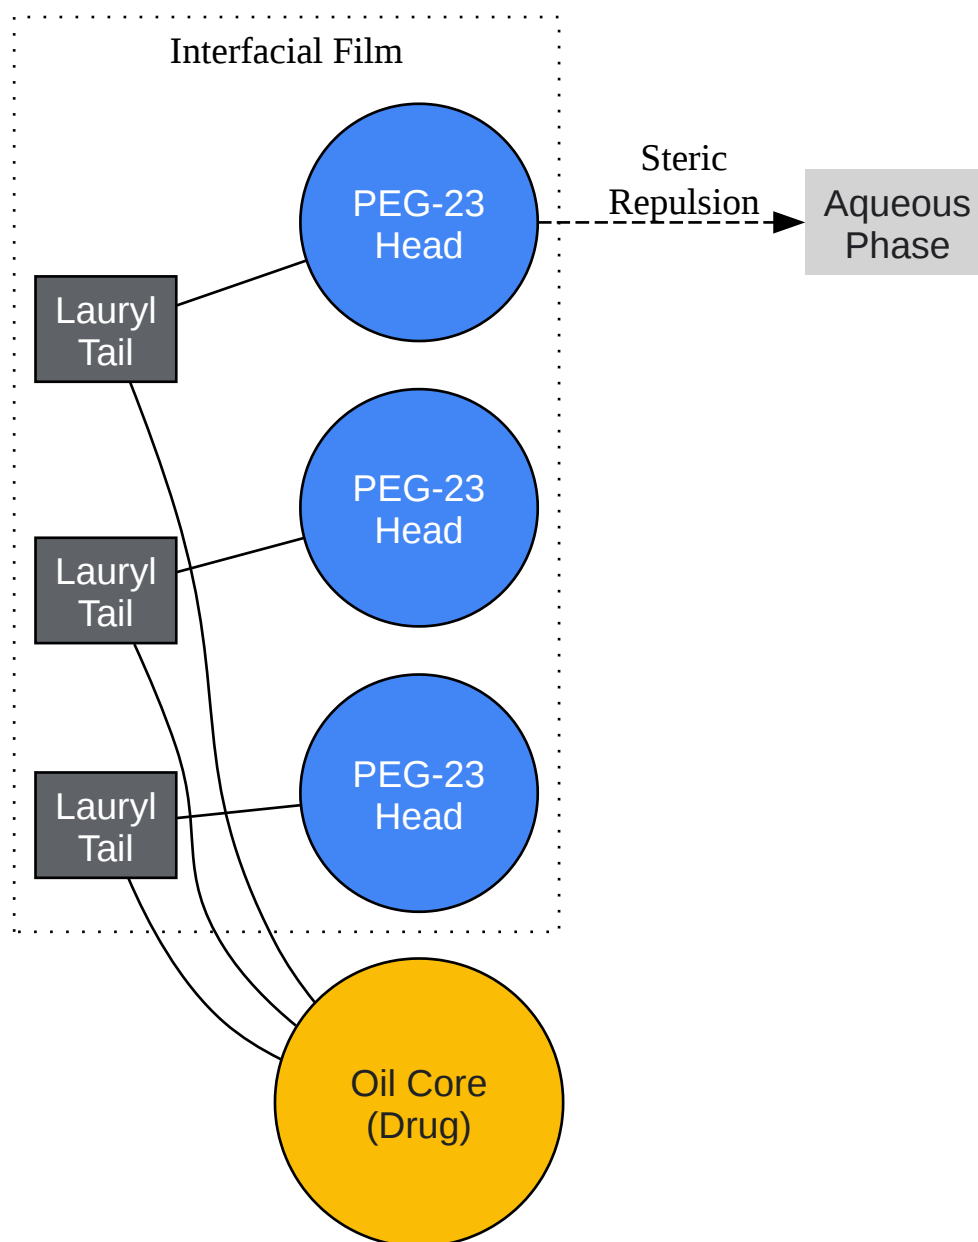 Interfacial Film
PEG-23
Head
Steric
Repulsion
Aqueous
Phase
Lauryl
Tail
PEG-23
Head
Lauryl
Tail
PEG-23
Head
Lauryl
Tail
Oil Core
(Drug)